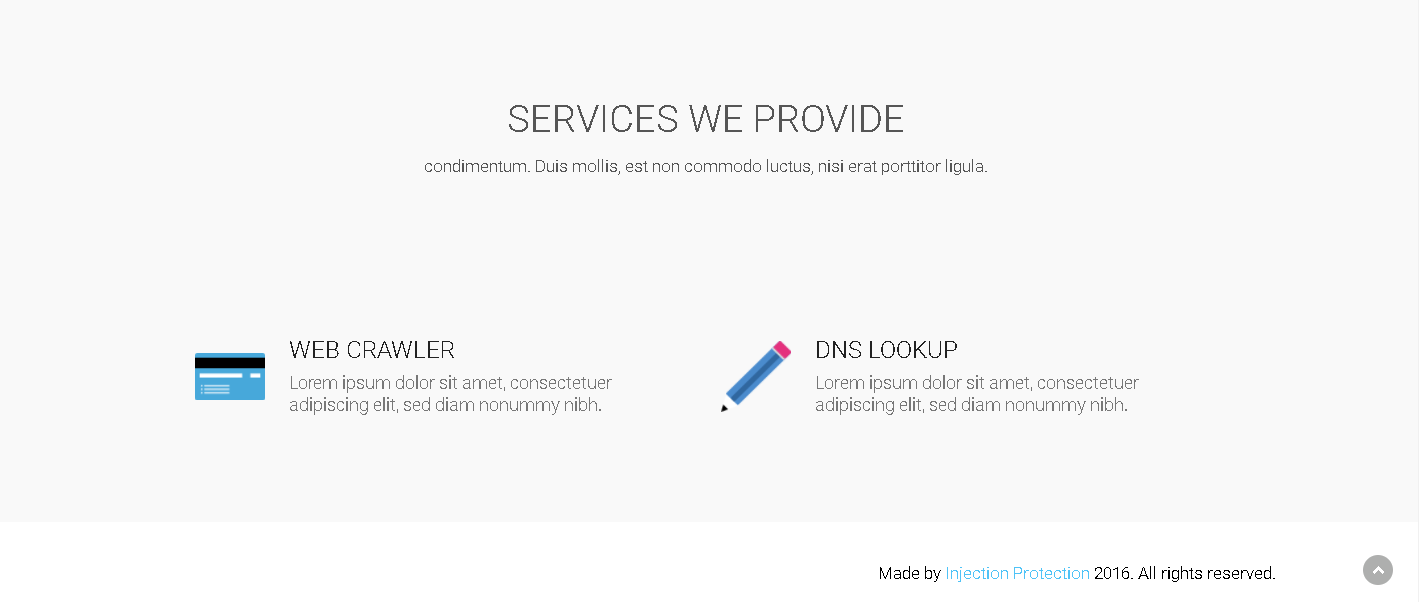 SERVICES WE PROVIDE
condimentum. Duis mollis, est non commodo luctus, nisi erat porttitor ligula.
WEB CRAWLER
Lorem ipsum dolor sit amet, consectetuer
adipiscing elit, sed diam nonummy nibh.
DNS LOOKUP
Lorem ipsum dolor sit amet, consectetuer
adipiscing elit, sed diam nonummy nibh.
Made by Injection Protection 2016. All rights reserved.